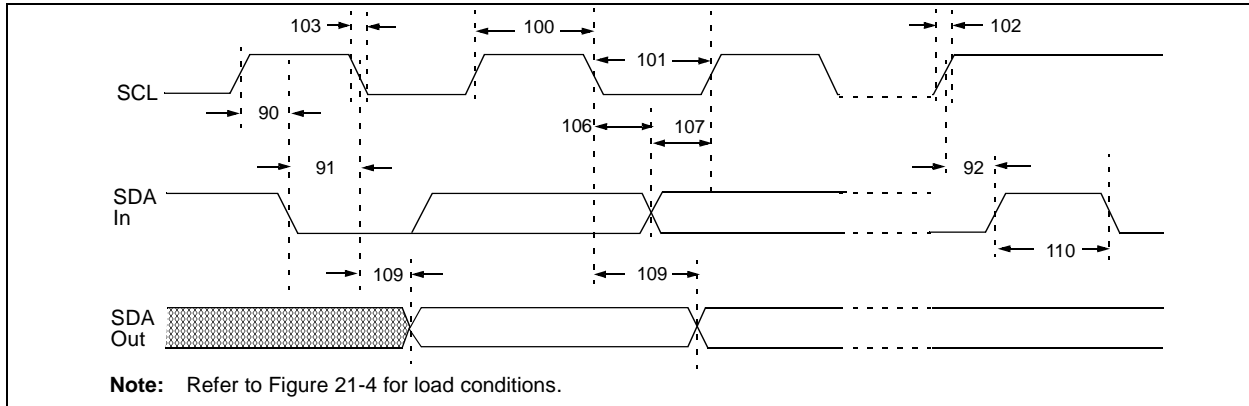 103
100
102
101
SCL
90
106
107
91
92
SDA
In
110
109
109
SDA
Out
Note: Refer to Figure 21-4 for load conditions.